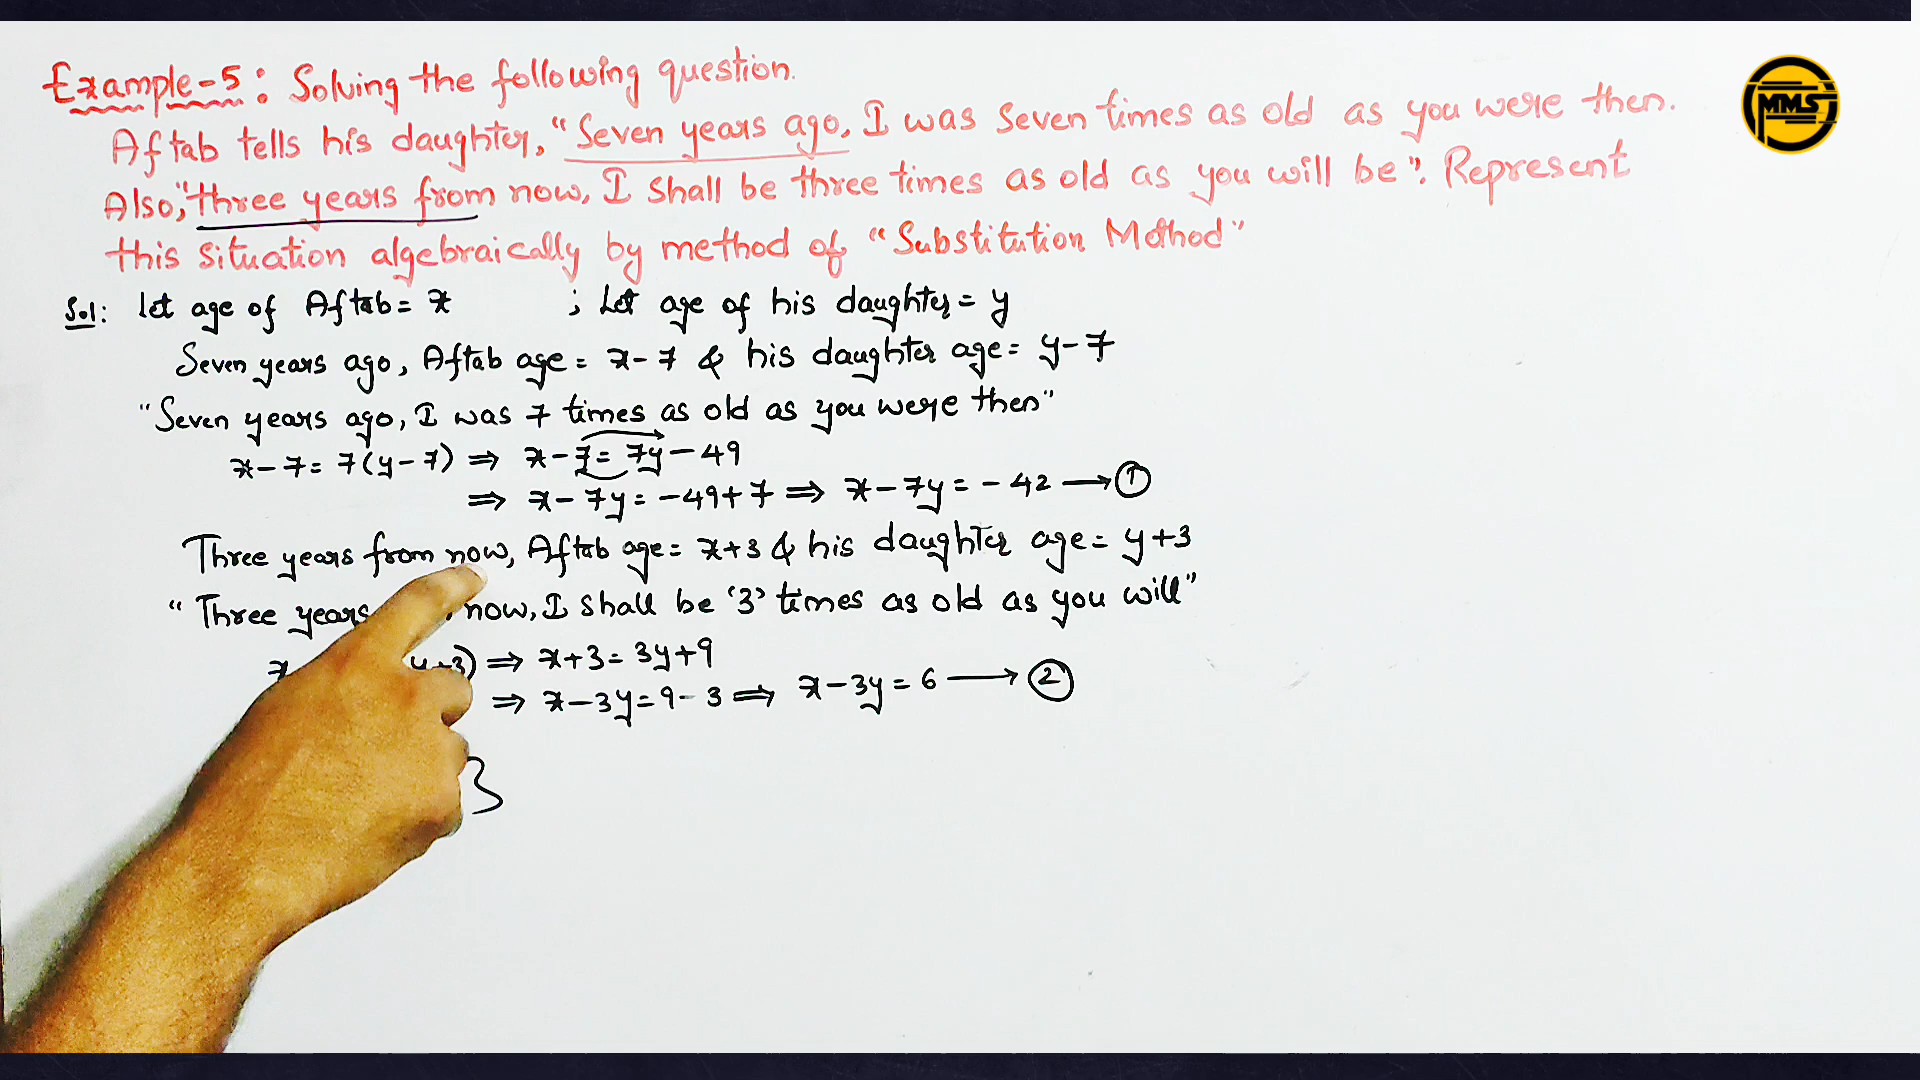 Example-5: Solving the following question.
Aftab tells his daughter, "Seven years ago, I was seven times as old as you were then.
Also, "three years from now, I shall be three times as old as you will be". Represent
this situation algebraically by method of "Substitution Method"
Sol: let age of Aftab = x ; Let age of his daughter = y
Seven years ago, Aftab age = x-7 & his daughter age = y-7
"Seven years ago, I was 7 times as old as you were then"
x-7 = 7(y-7) ⇒ x-7 = 7y-49
⇒ x-7y = -49+7 ⇒ x-7y = -42 → ①
Three years from now, Aftab age = x+3 & his daughter age = y+3
"Three years now, I shall be '3' times as old as you will"
⇒ x+3 = 3y+9
⇒ x-3y = 9-3 ⇒ x-3y = 6 → ②
MMS